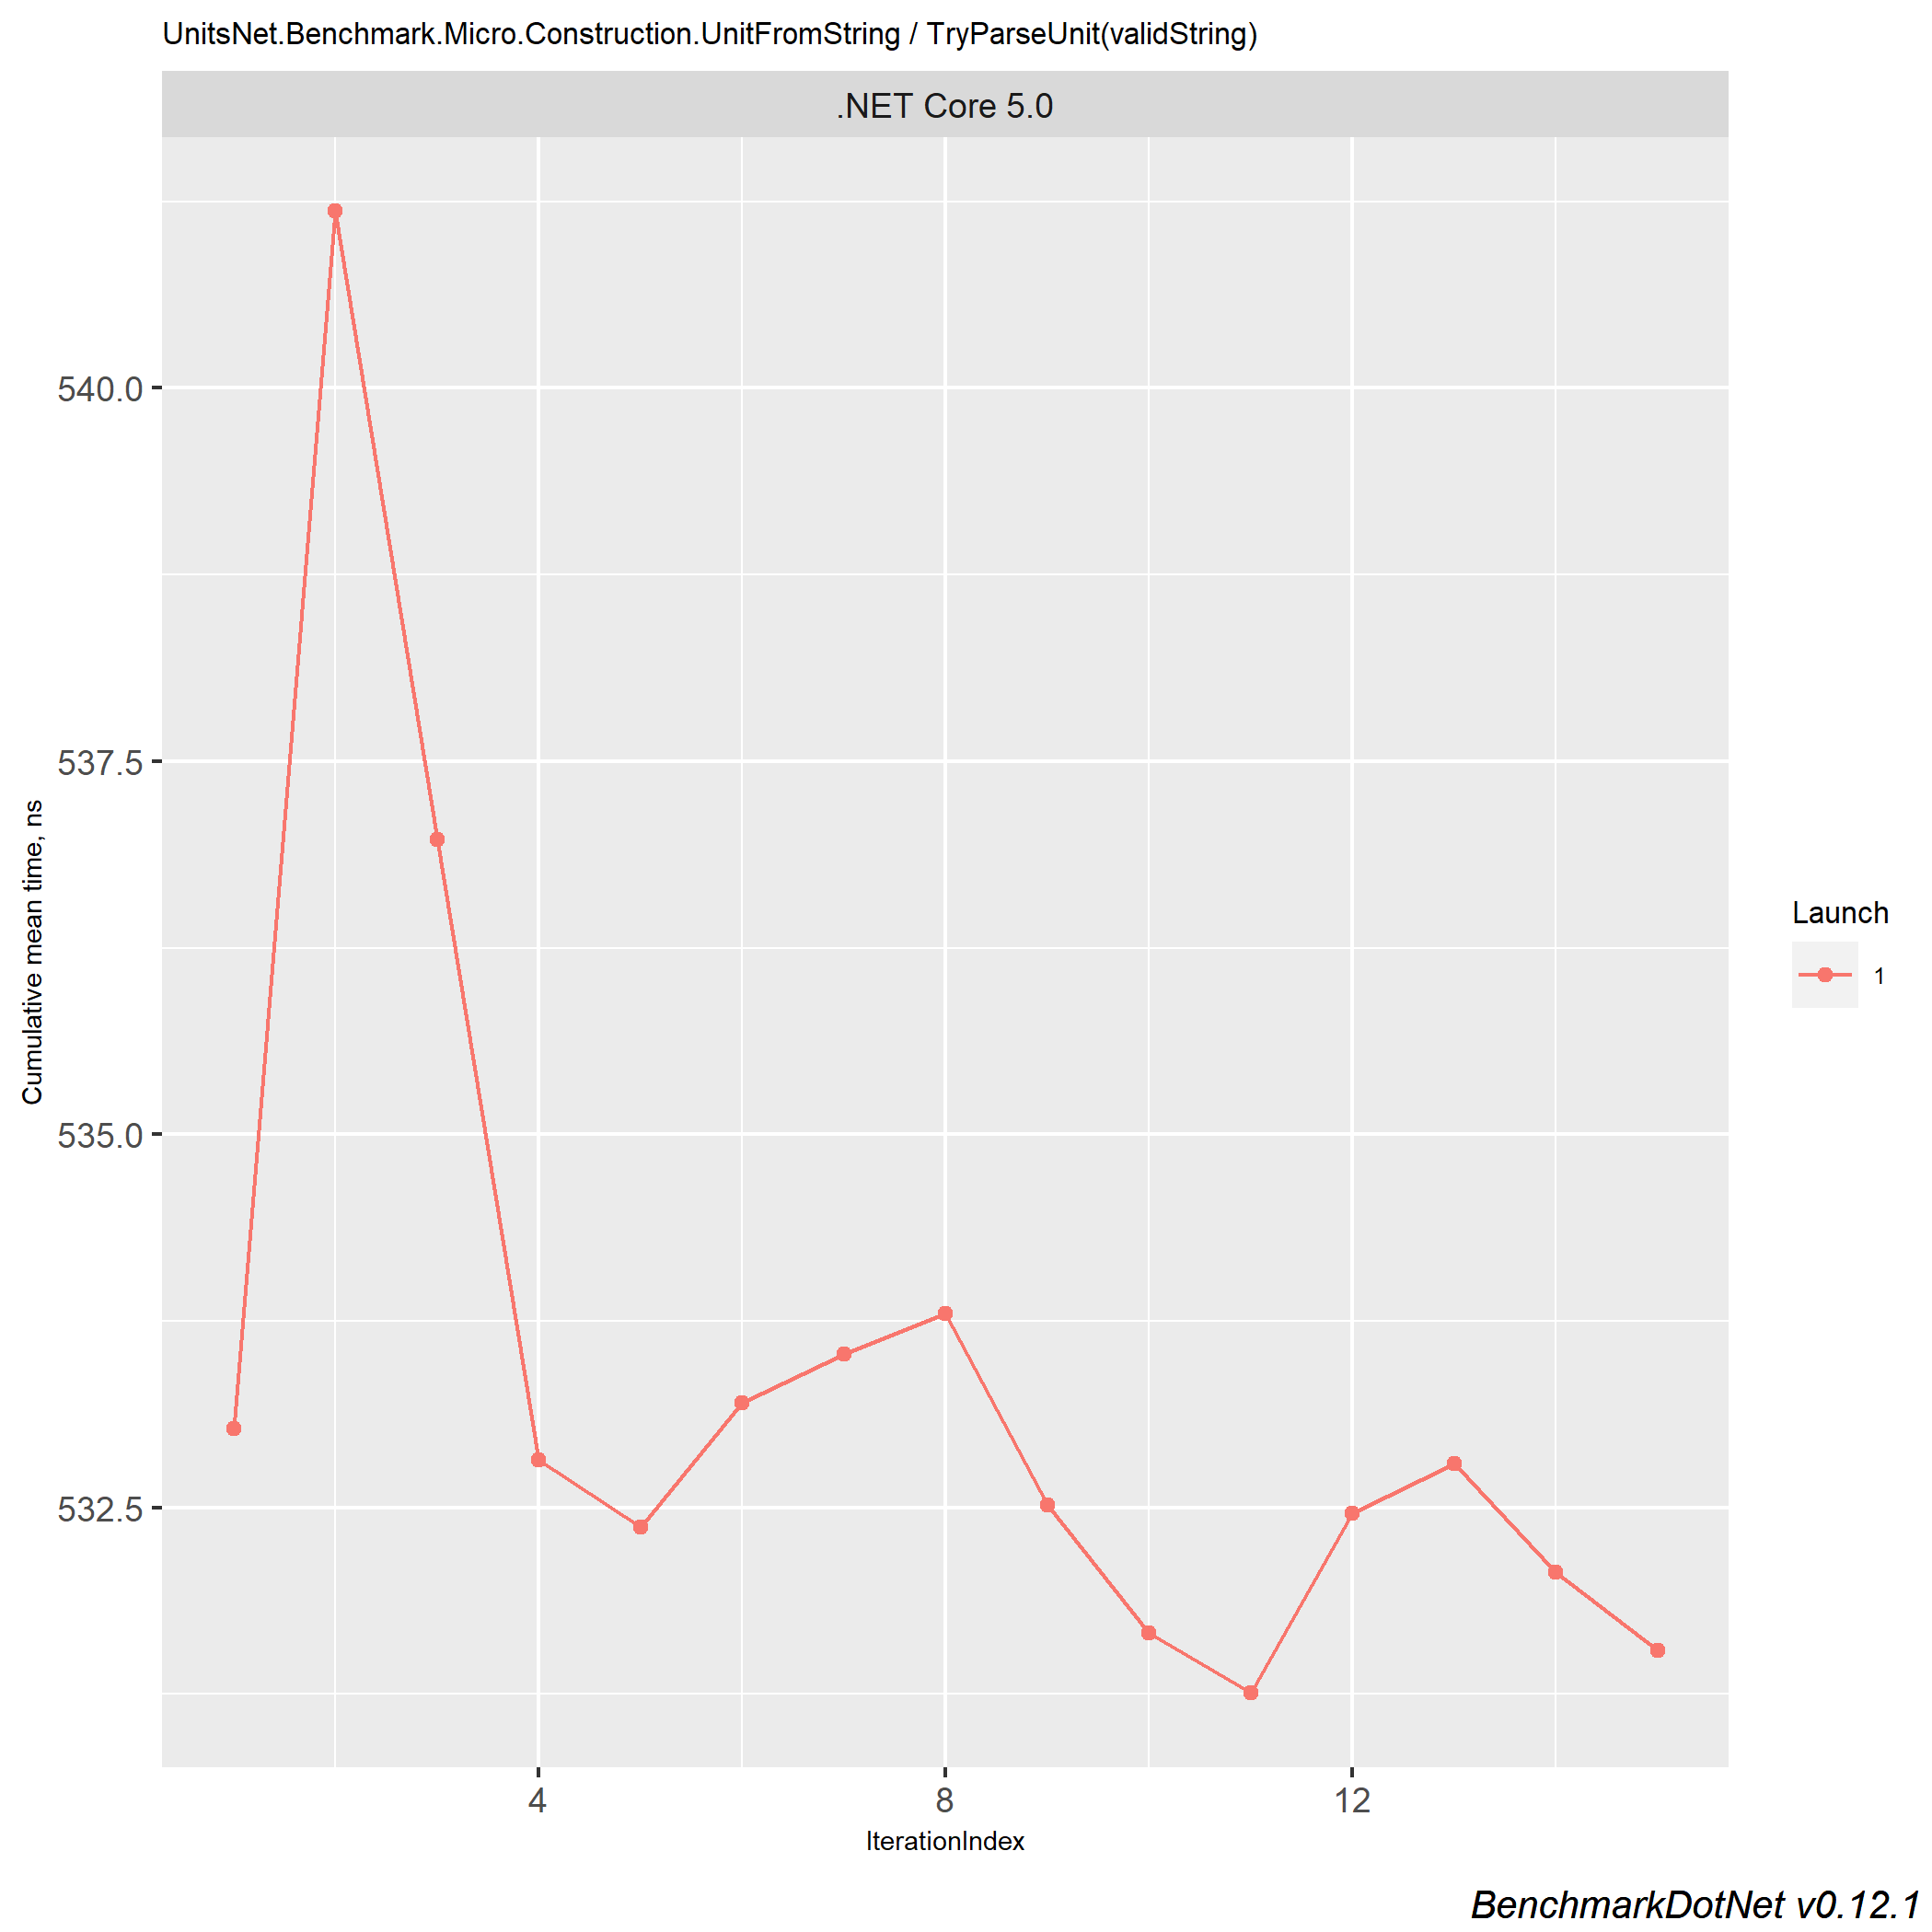 UnitsNet.Benchmark.Micro.Construction.UnitFromString / TryParseUnit(validString)
.NET Core 5.0
540.0
537.5
535.0
532.5
Cumulative mean time, ns
4
8
12
IterationIndex
Launch
1
BenchmarkDotNet v0.12.1